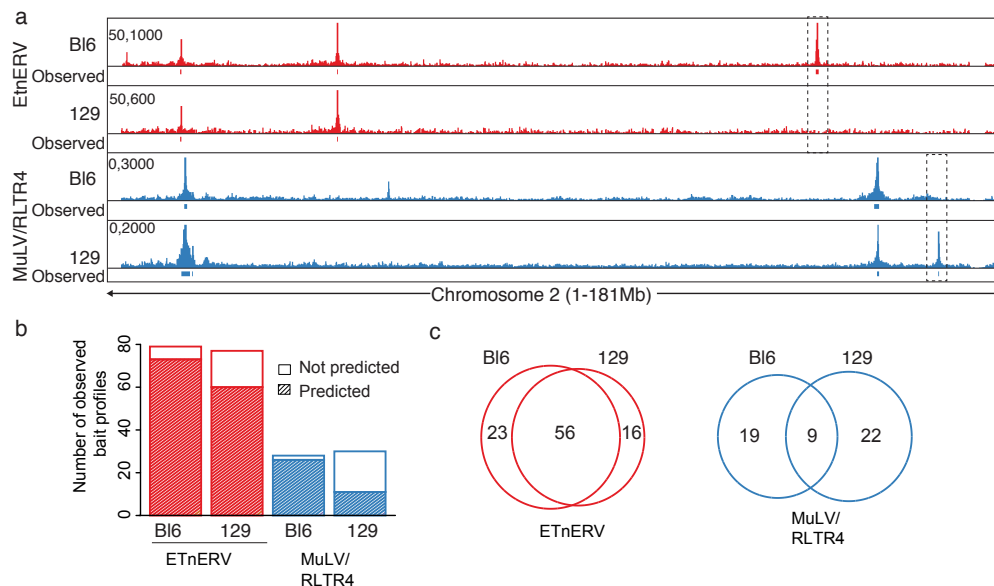 a
EtnERV
Bl6
50,1000
Observed
129
50,600
Observed
MuLV/RLTR4
Bl6
0,3000
Observed
129
0,2000
Observed
Chromosome 2 (1-181Mb)
b
Number of observed
bait profiles
80
60
40
20
0
Not predicted
Predicted
Bl6 129 Bl6 129
ETnERV
MuLV/
RLTR4
c
Bl6 129
23 56 16
ETnERV
Bl6 129
19 9 22
MuLV/
RLTR4